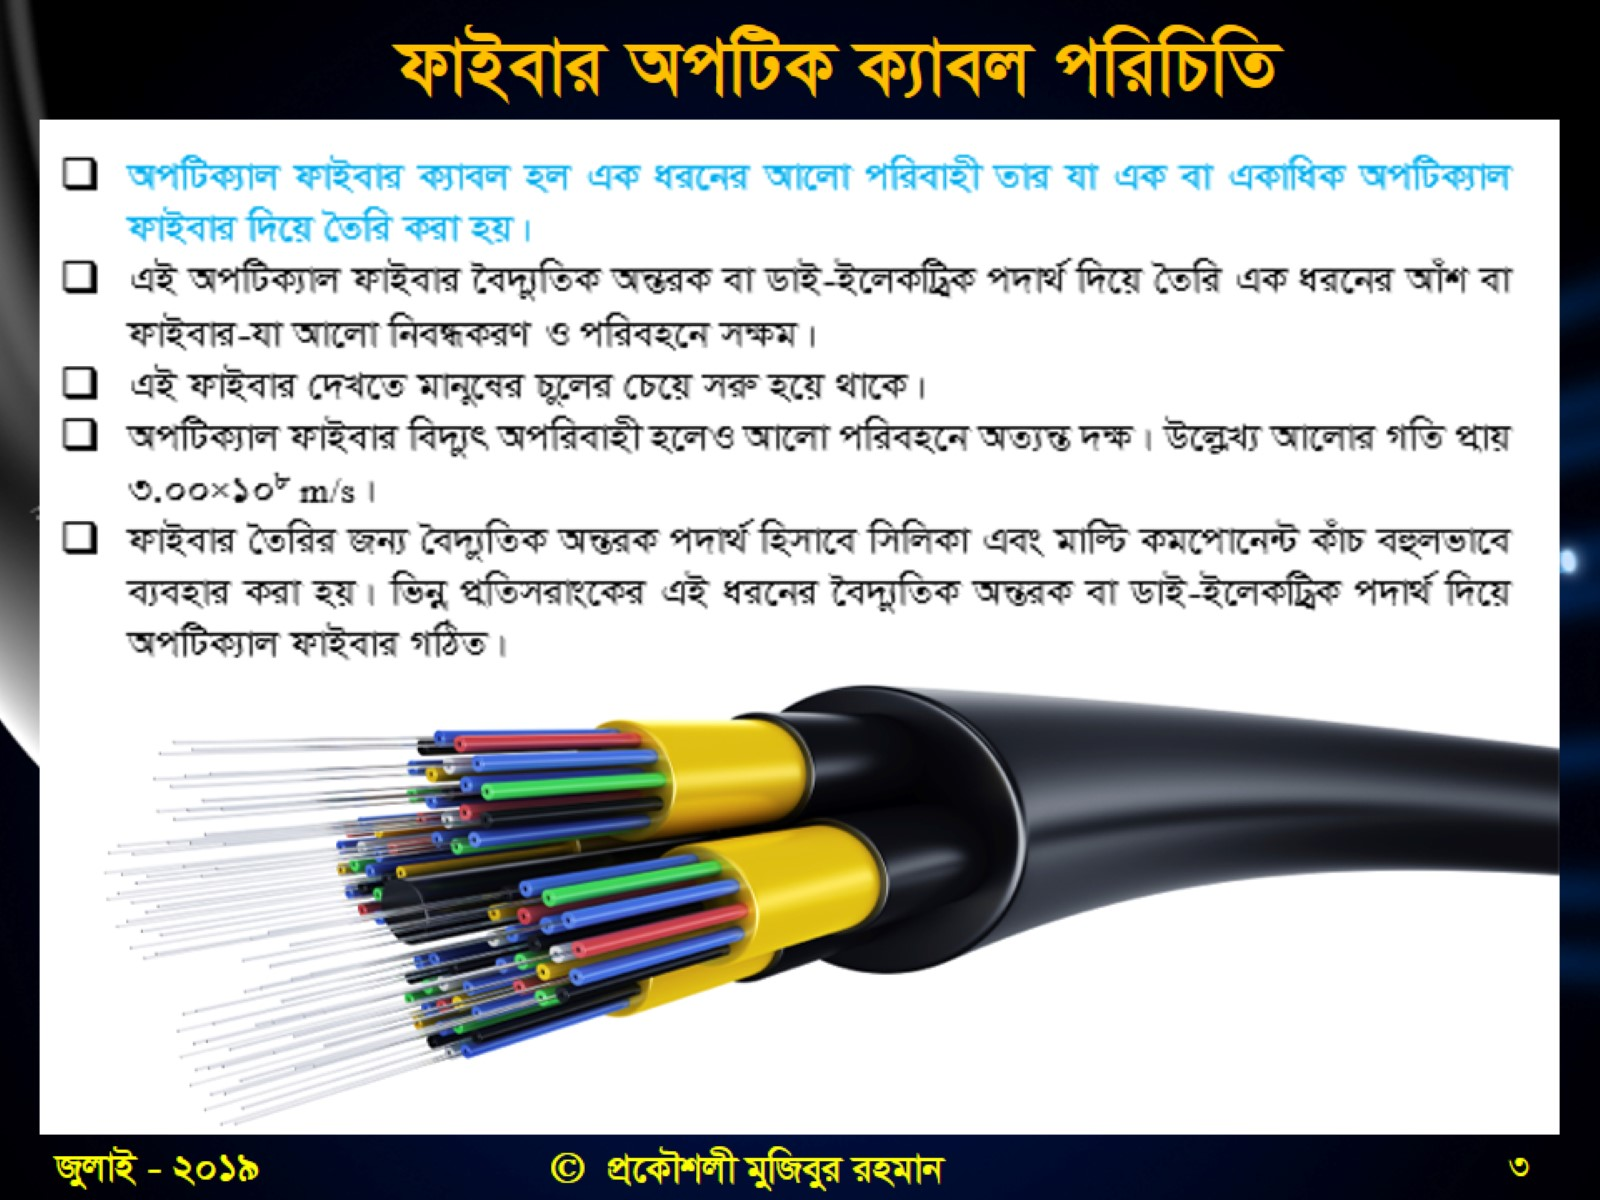 ফাইবার অপটিক ক্যাবল পরিচিতি
❑ অপটিক্যাল ফাইবার ক্যাবল হল এক ধরনের আলো পরিবাহী তার যা এক বা একাধিক অপটিক্যাল
ফাইবার দিয়ে তৈরি করা হয়।
❑ এই অপটিক্যাল ফাইবার বৈদ্যুতিক অন্তরক বা ডাই-ইলেকট্রিক পদার্থ দিয়ে তৈরি এক ধরনের আঁশ বা
ফাইবার-যা আলো নিবন্ধকরণ ও পরিবহনে সক্ষম।
❑ এই ফাইবার দেখতে মানুষের চুলের চেয়ে সরু হয়ে থাকে।
❑ অপটিক্যাল ফাইবার বিদ্যুৎ অপরিবাহী হলেও আলো পরিবহনে অত্যন্ত দক্ষ। উল্লেখ্য আলোর গতি প্রায়
৩.০০×১০⁸ m/s।
❑ ফাইবার তৈরির জন্য বৈদ্যুতিক অন্তরক পদার্থ হিসাবে সিলিকা এবং মাল্টি কমপোনেন্ট কাঁচ বহুলভাবে
ব্যবহার করা হয়। ভিন্ন প্রতিসরাংকের এই ধরনের বৈদ্যুতিক অন্তরক বা ডাই-ইলেকট্রিক পদার্থ দিয়ে
অপটিক্যাল ফাইবার গঠিত।
জুলাই - ২০১৯ © প্রকৌশলী মুজিবুর রহমান ৩